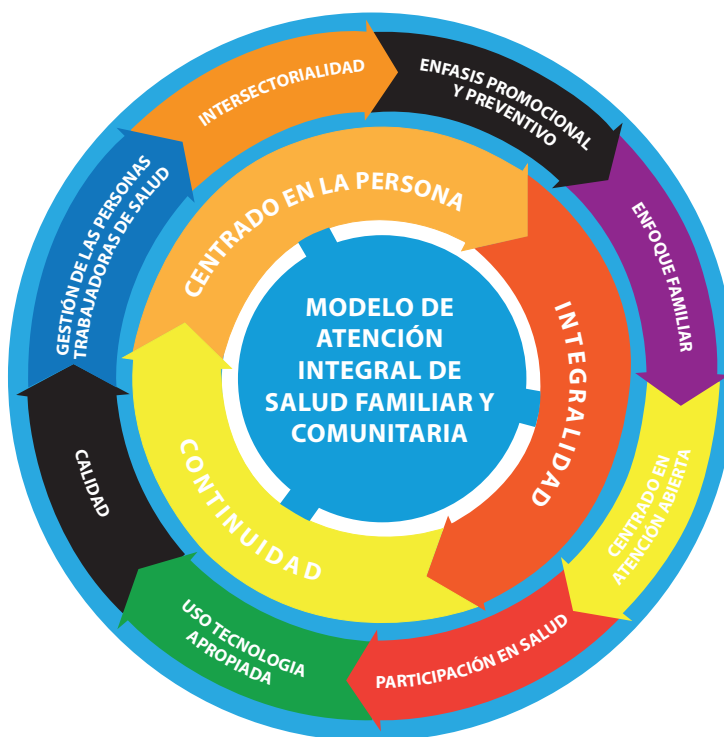 MODELO DE
ATENCIÓN
INTEGRAL DE
SALUD FAMILIAR Y
COMUNITARIA
CENTRADO EN LA PERSONA
INTEGRALIDAD
CONTINUIDAD
INTERSECTORIALIDAD
ENFASIS PROMOCIONAL
Y PREVENTIVO
ENFOQUE FAMILIAR
CENTRADO EN
ATENCIÓN ABIERTA
PARTICIPACIÓN EN SALUD
USO TECNOLOGIA
APROPIADA
CALIDAD
GESTIÓN DE LAS PERSONAS
TRABAJADORAS DE SALUD